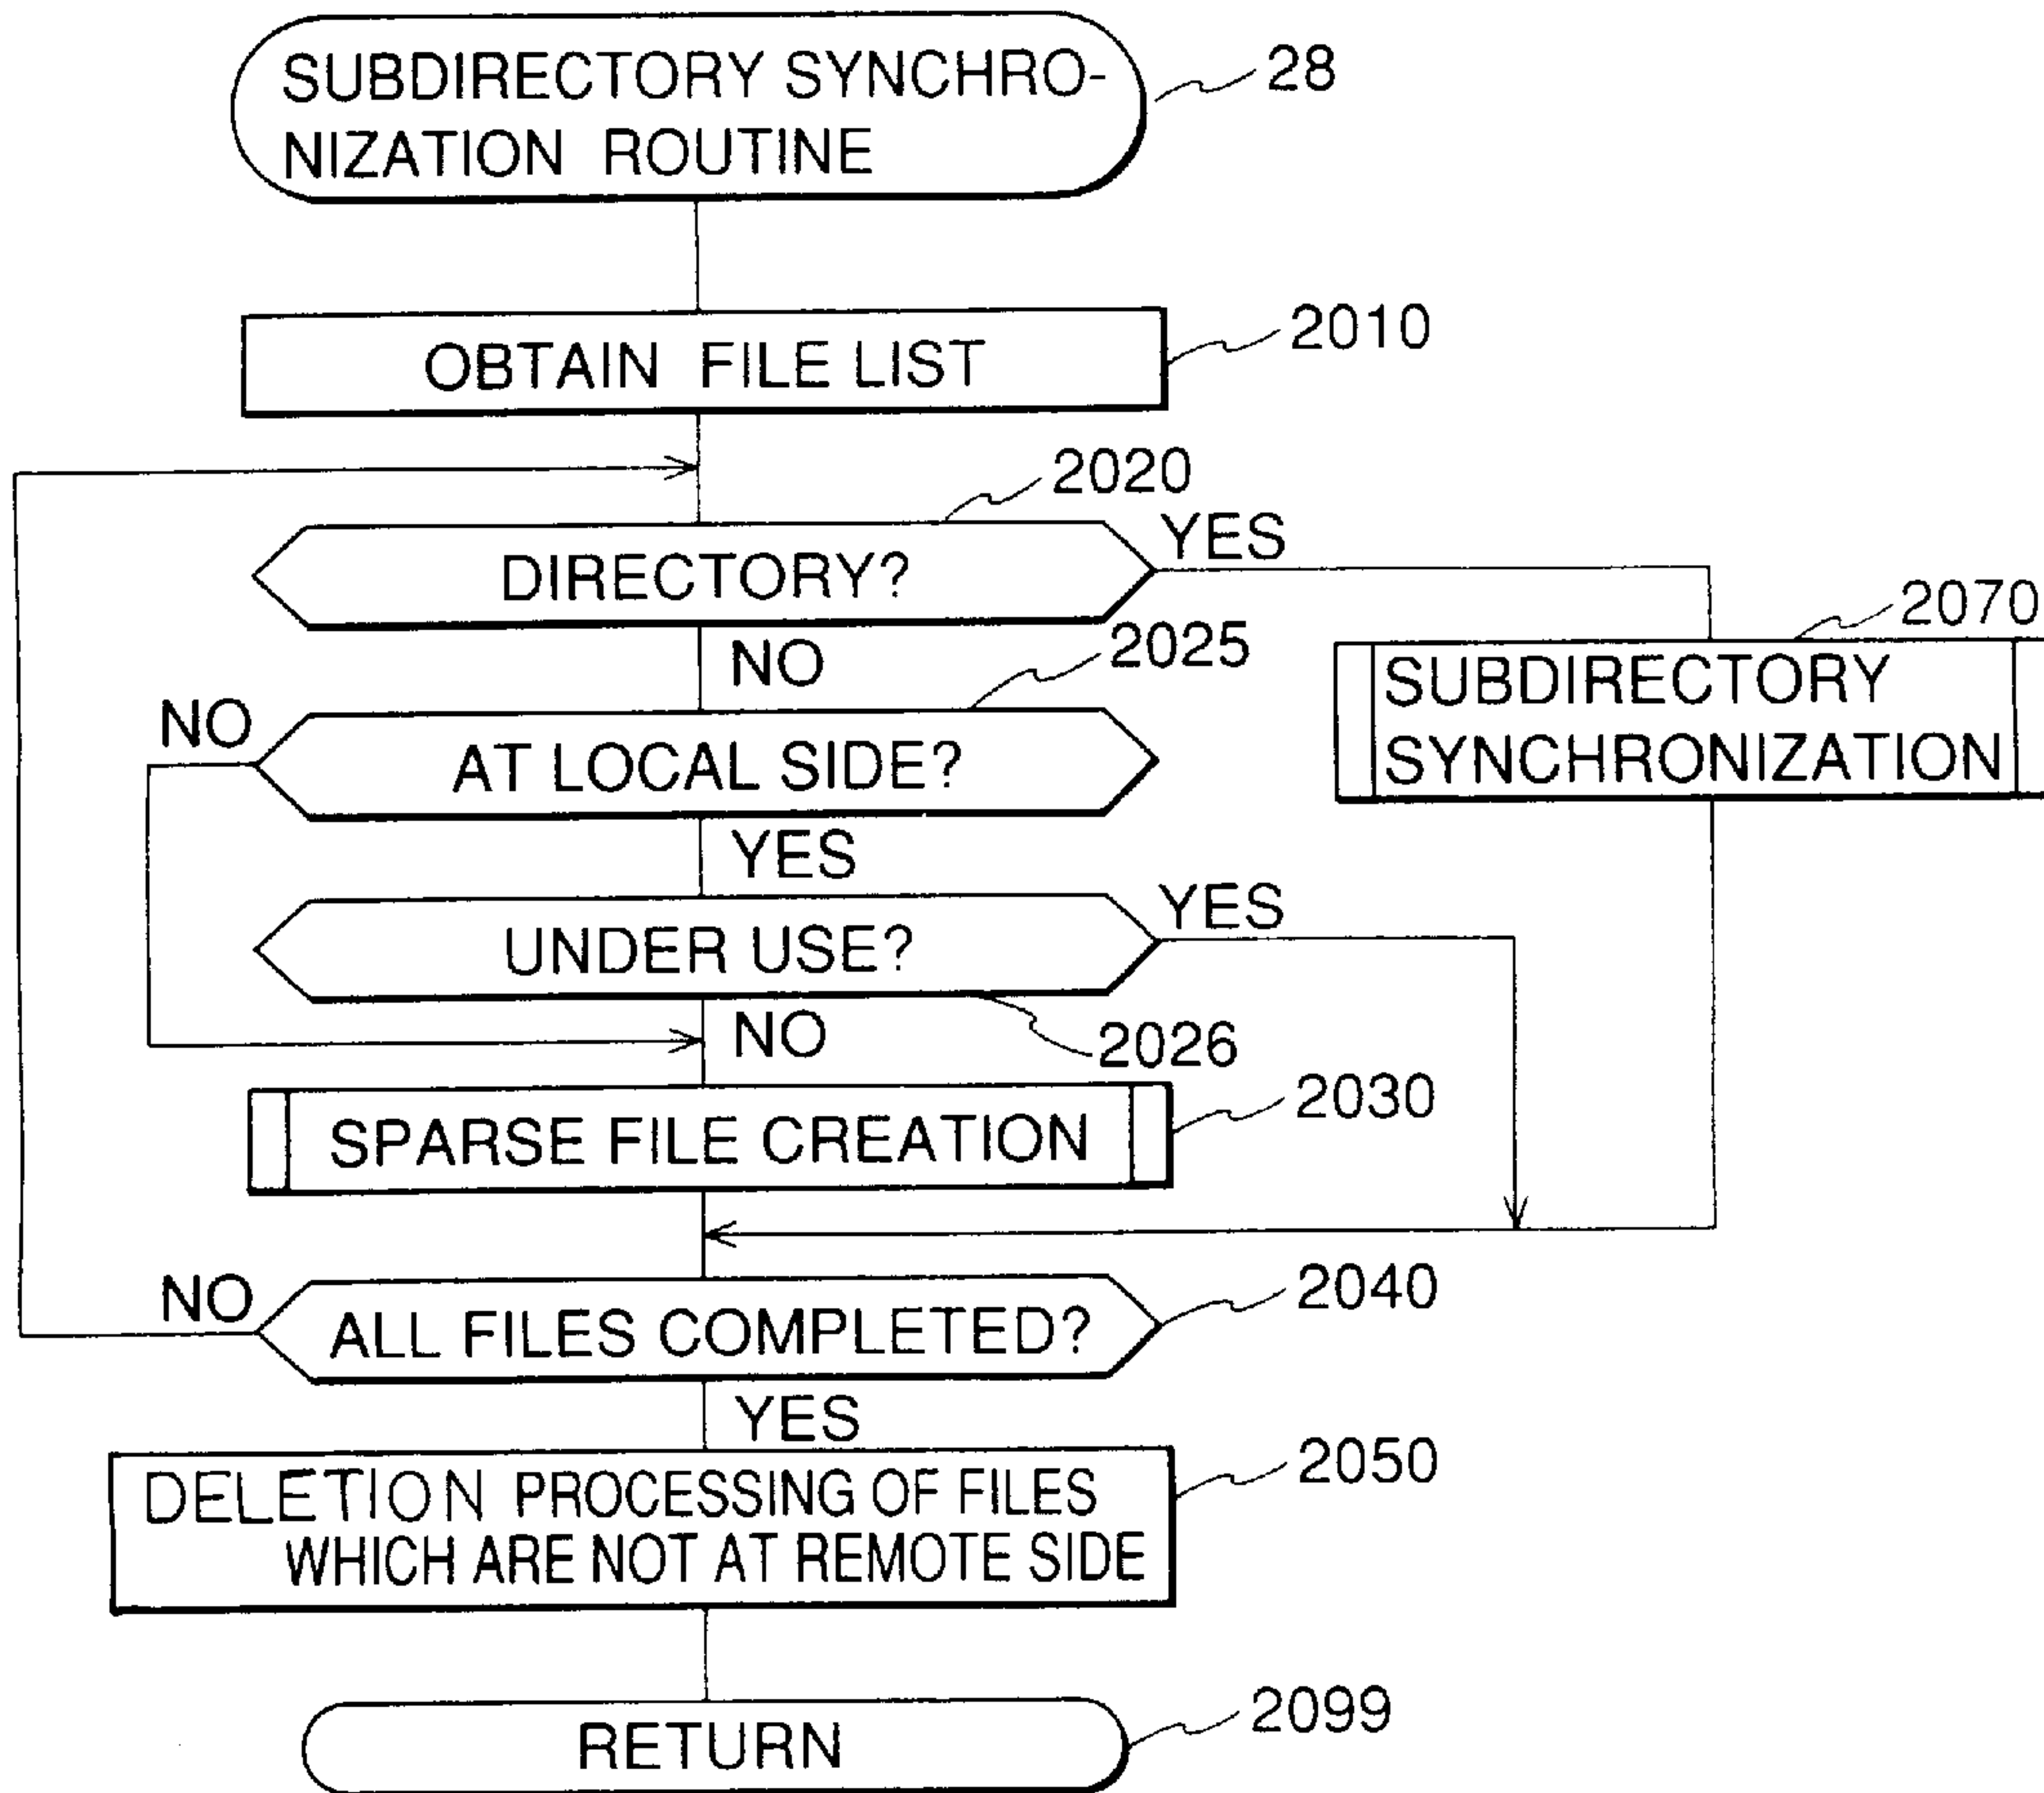 SUBDIRECTORY SYNCHRO-
NIZATION ROUTINE
28
OBTAIN FILE LIST
2010
2020
DIRECTORY?
YES
NO
2025
2070
SUBDIRECTORY
SYNCHRONIZATION
NO
AT LOCAL SIDE?
YES
UNDER USE?
YES
NO
2026
SPARSE FILE CREATION
2030
NO
ALL FILES COMPLETED?
2040
YES
DELETION PROCESSING OF FILES
WHICH ARE NOT AT REMOTE SIDE
2050
RETURN
2099